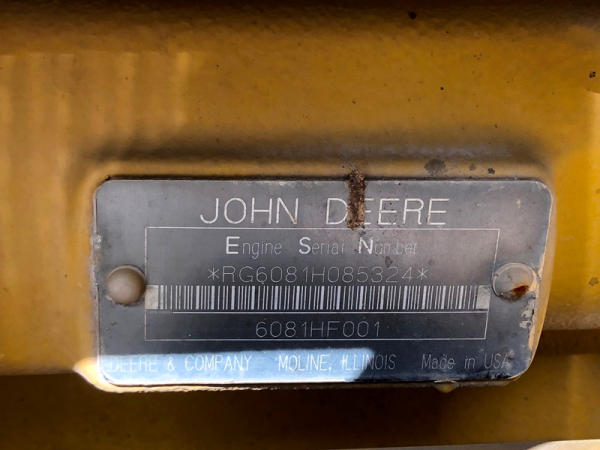 JOHN DEERE
Engine Serial Number
*RG6081H085324*
6081HF001
DEERE & COMPANY MOLINE, ILLINOIS Made in USA